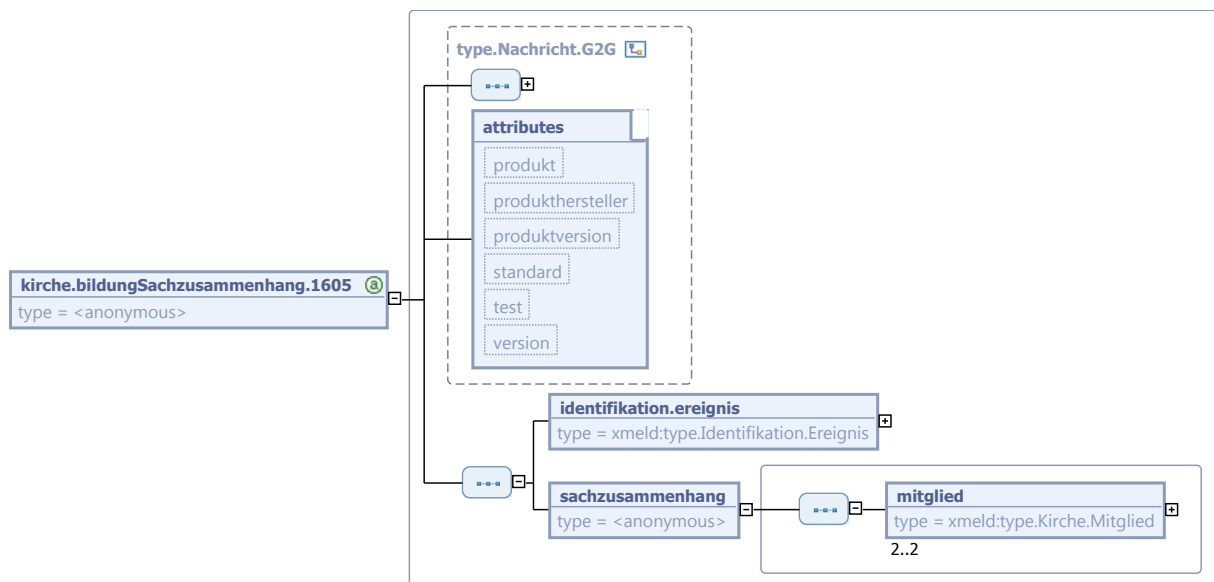 type.Nachricht.G2G
attributes
produkt
produkthersteller
produktversion
standard
test
version
kirche.bildungSachzusammenhang.1605 a
type = <anonymous>
identifikation.ereignis
type = xmeld:type.Identifikation.Ereignis
sachzusammenhang
type = <anonymous>
mitglied
type = xmeld:type.Kirche.Mitglied
2..2